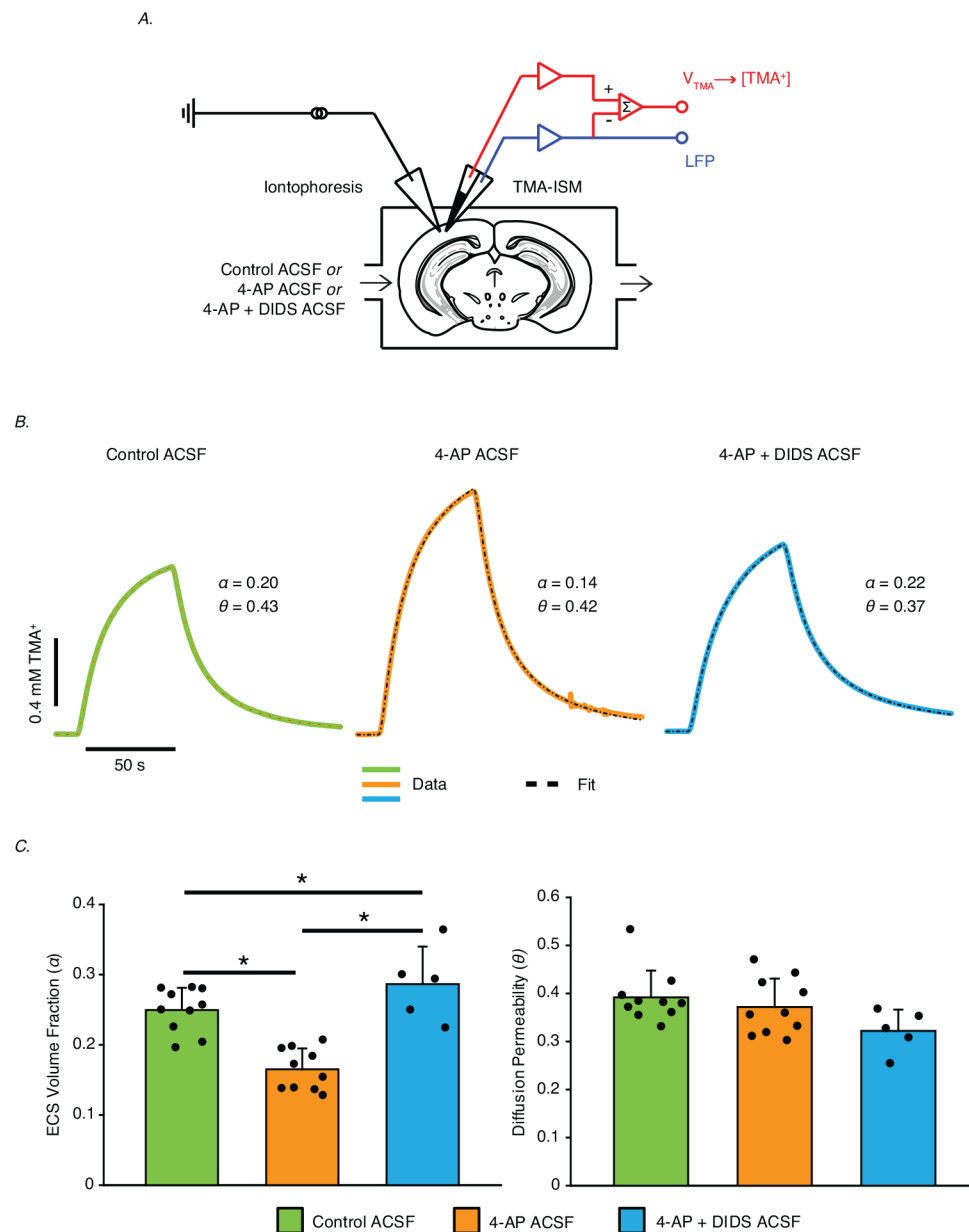 A.
V_TMA → [TMA⁺]
+
Σ
-
LFP
Iontophoresis
TMA-ISM
Control ACSF or
4-AP ACSF or
4-AP + DIDS ACSF
B.
Control ACSF
4-AP ACSF
4-AP + DIDS ACSF
α = 0.20
θ = 0.43
α = 0.14
θ = 0.42
α = 0.22
θ = 0.37
0.4 mM TMA⁺
50 s
Data
Fit
C.
*
*
*
0.4
0.3
0.2
0.1
0
ECS Volume Fraction (α)
0.6
0.5
0.4
0.3
0.2
0.1
0
Diffusion Permeability (θ)
Control ACSF
4-AP ACSF
4-AP + DIDS ACSF